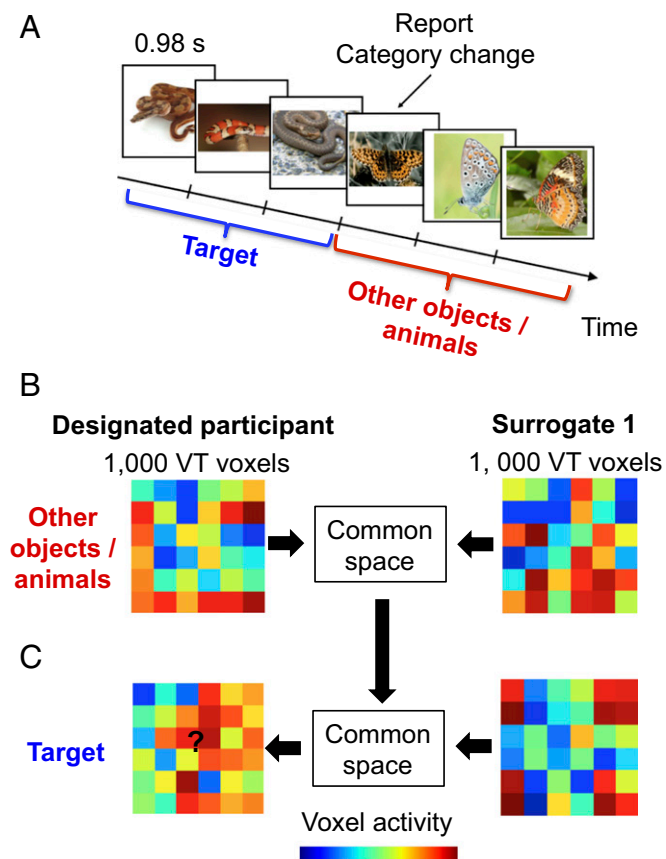 A
0.98 s
Report
Category change
Target
Other objects /
animals
Time
B
Designated participant
Surrogate 1
1,000 VT voxels
1, 000 VT voxels
Other
objects /
animals
Common
space
C
Target
?
Common
space
Voxel activity